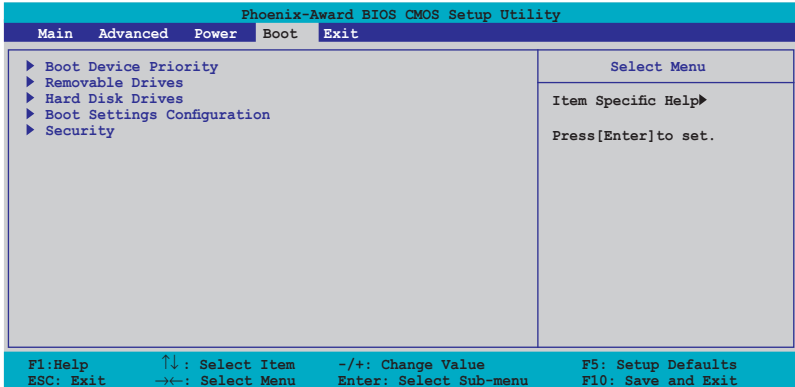 Phoenix-Award BIOS CMOS Setup Utility
Main Advanced Power Boot Exit
Boot Device Priority
Removable Drives
Hard Disk Drives
Boot Settings Configuration
Security
Select Menu
Item Specific Help
Press[Enter]to set.
F1:Help ↑↓: Select Item -/+: Change Value F5: Setup Defaults
ESC: Exit →←: Select Menu Enter: Select Sub-menu F10: Save and Exit